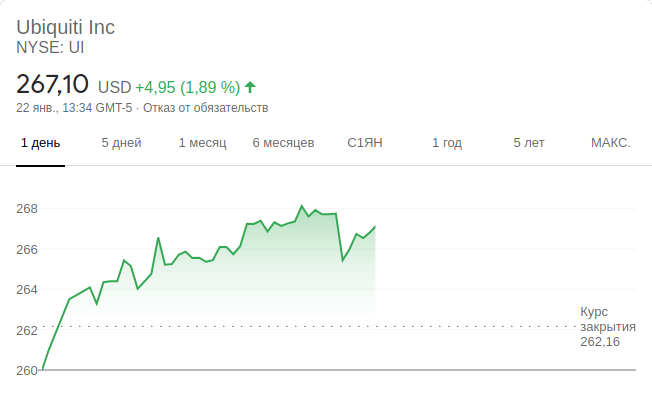 Ubiquiti Inc
NYSE: UI
267,10 USD +4,95 (1,89 %)
22 янв., 13:34 GMT-5 · Отказ от обязательств
1 день 5 дней 1 месяц 6 месяцев С1ЯН 1 год 5 лет МАКС.
268
266
264
262
260
Курс
закрытия
262,16